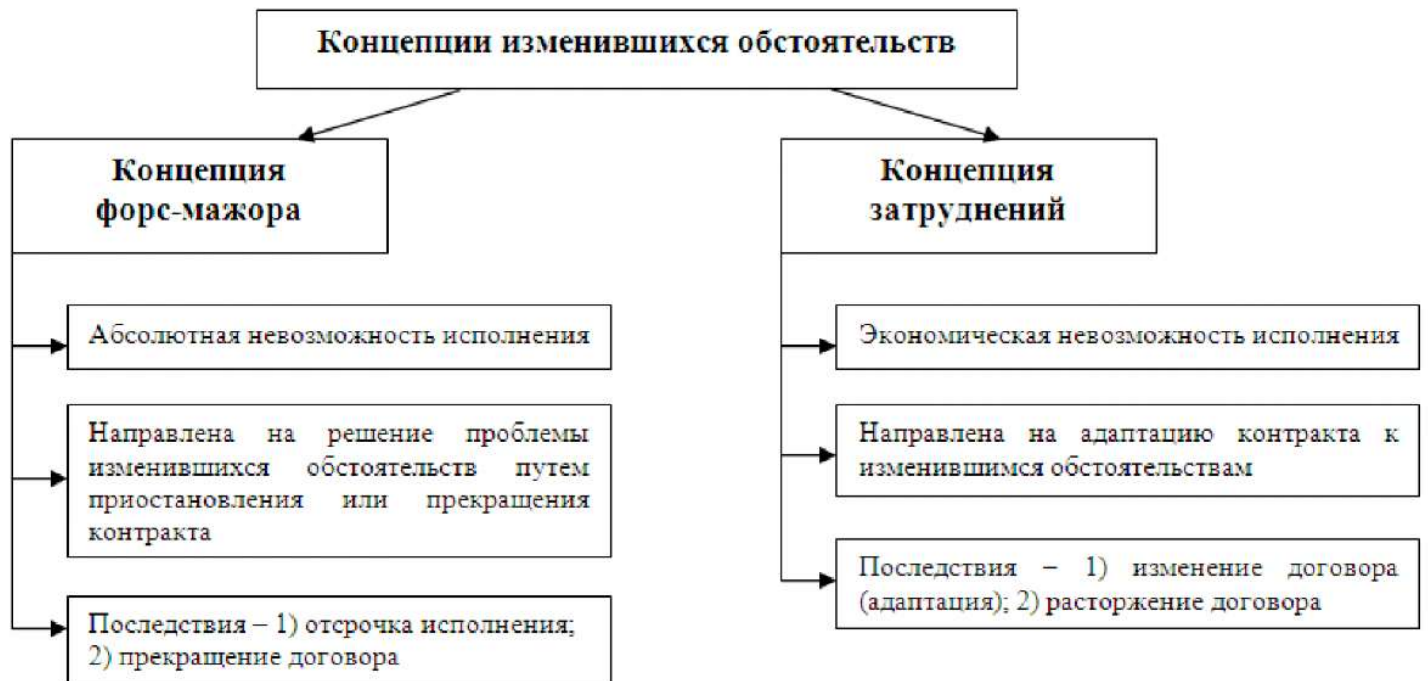 Концепции изменившихся обстоятельств
Концепция
форс-мажора
Абсолютная невозможность исполнения
Направлена на решение проблемы
изменившихся обстоятельств путем
приостановления или прекращения
контракта
Последствия – 1) отсрочка исполнения;
2) прекращение договора
Концепция
затруднений
Экономическая невозможность исполнения
Направлена на адаптацию контракта к
изменившимся обстоятельствам
Последствия – 1) изменение договора
(адаптация); 2) расторжение договора